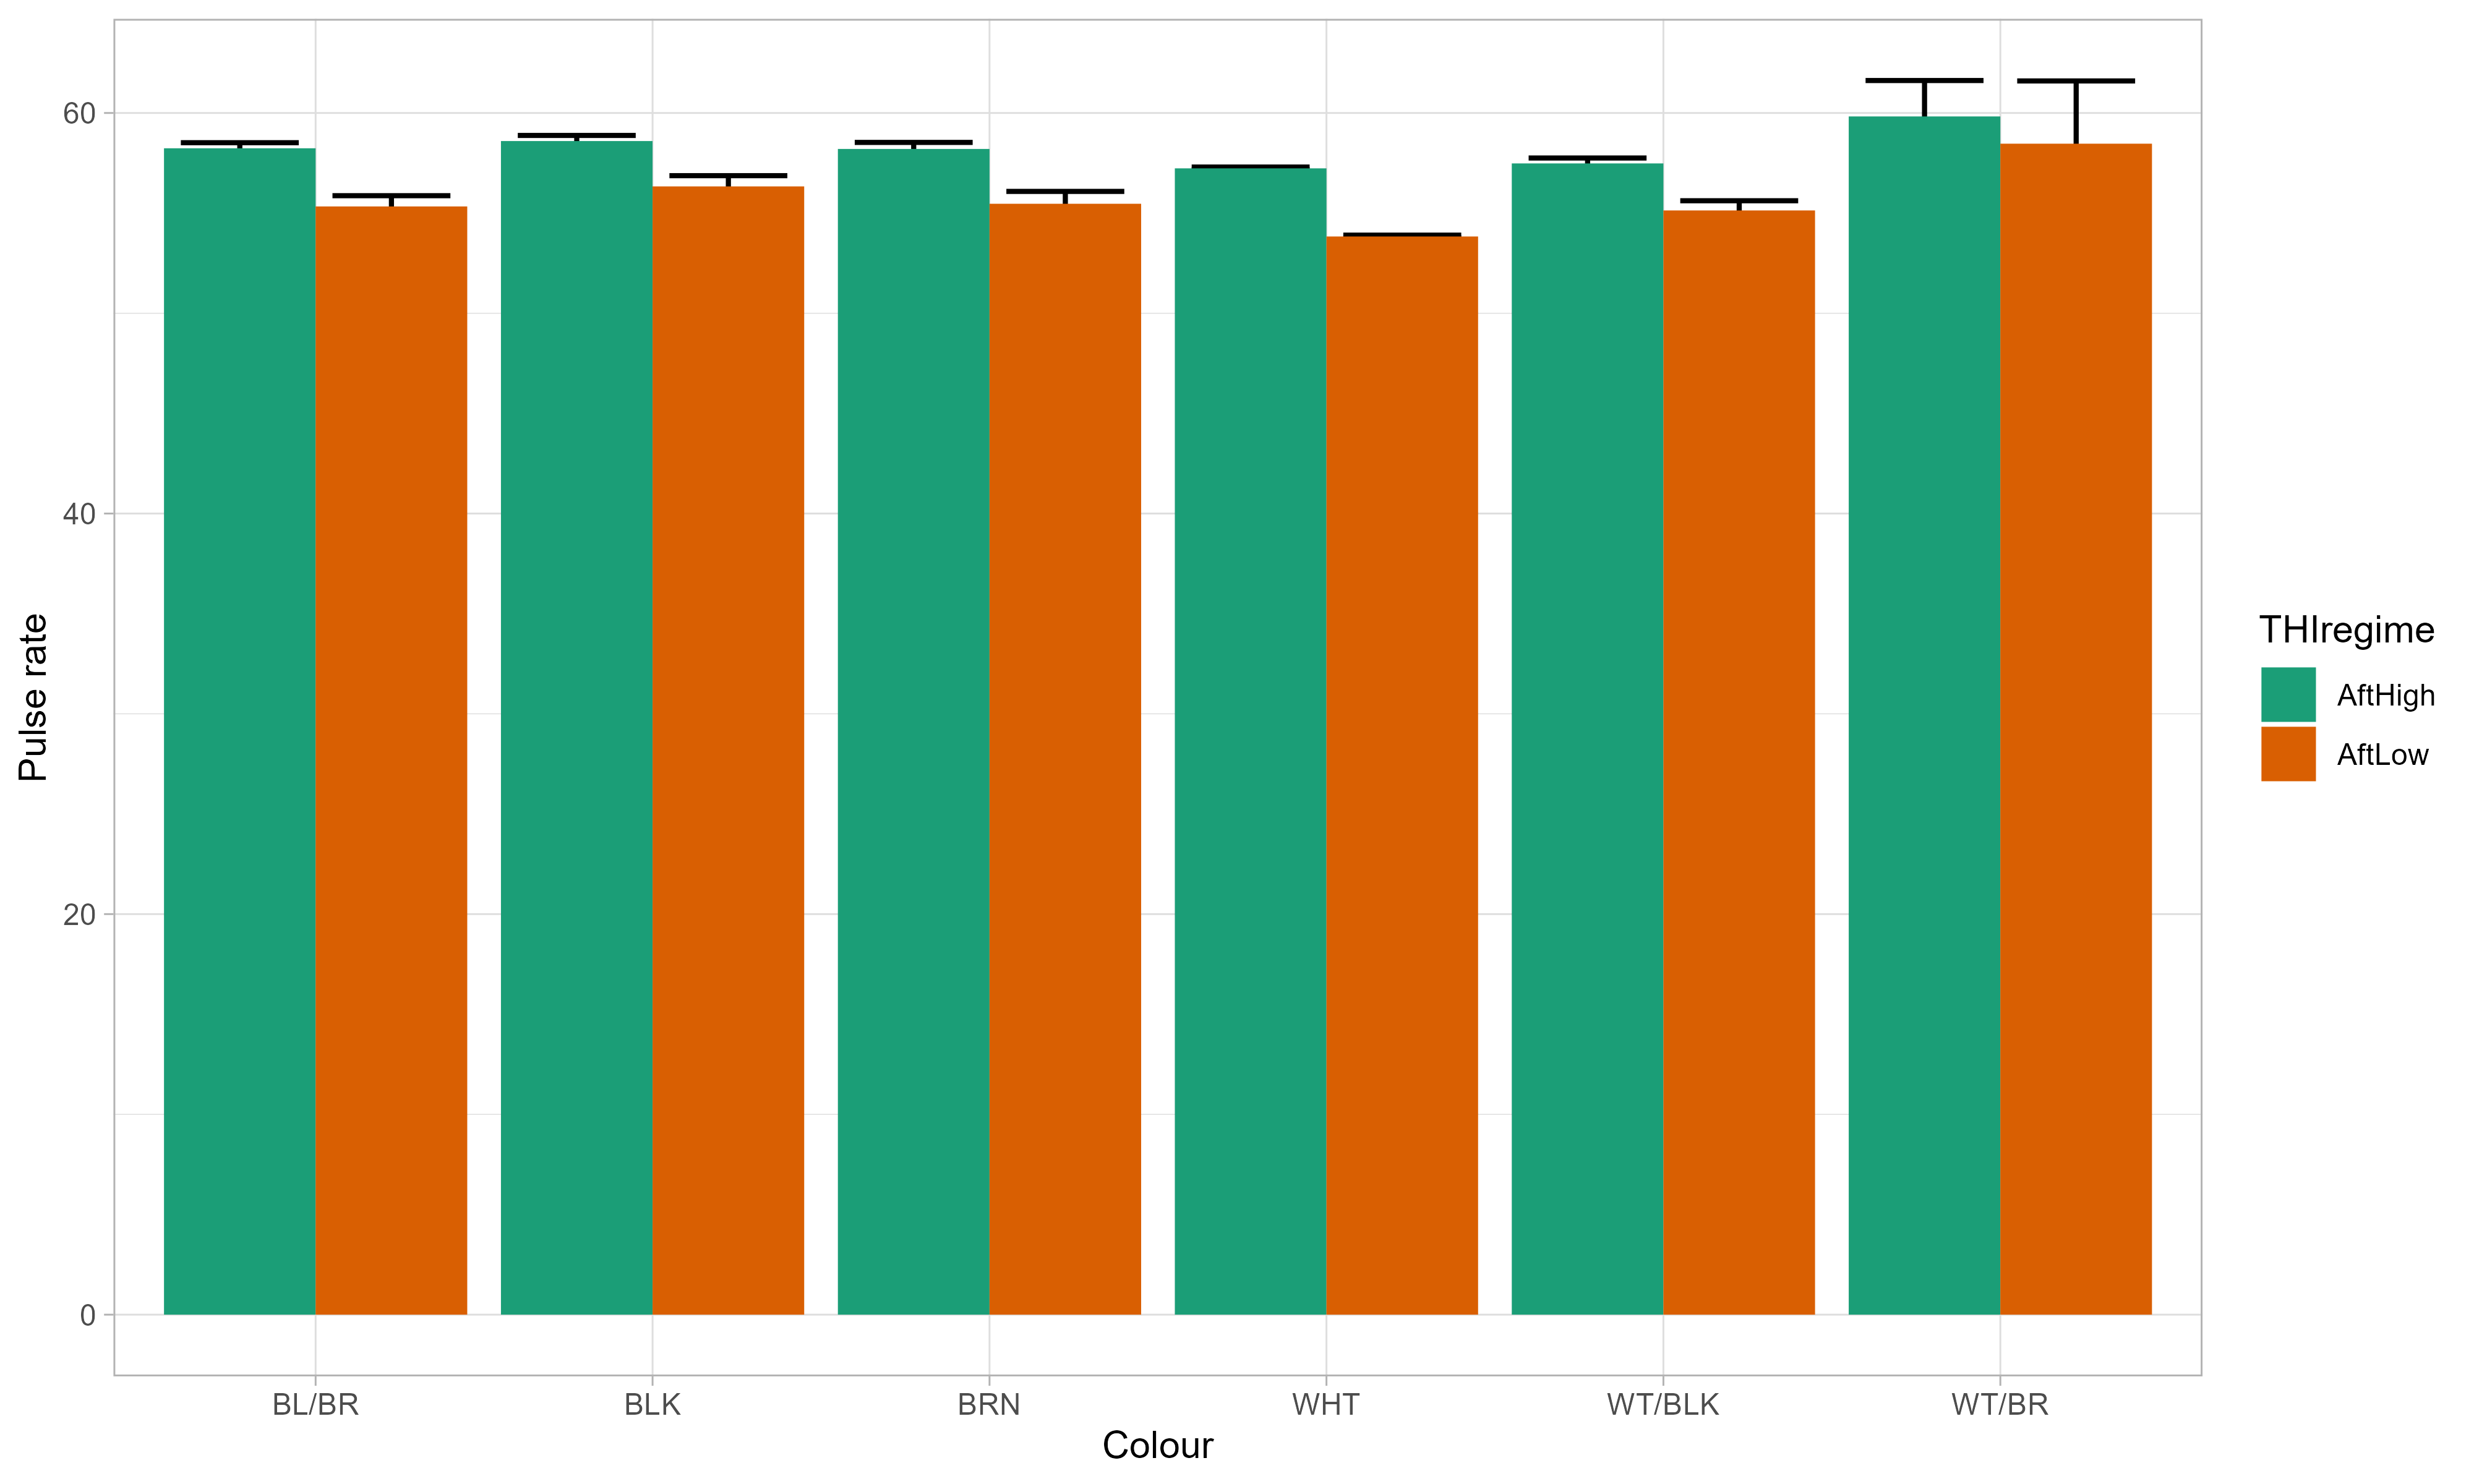 60
40
20
0
Pulse rate
BL/BR BLK BRN WHT WT/BLK WT/BR
Colour
THIregime
AftHigh
AftLow